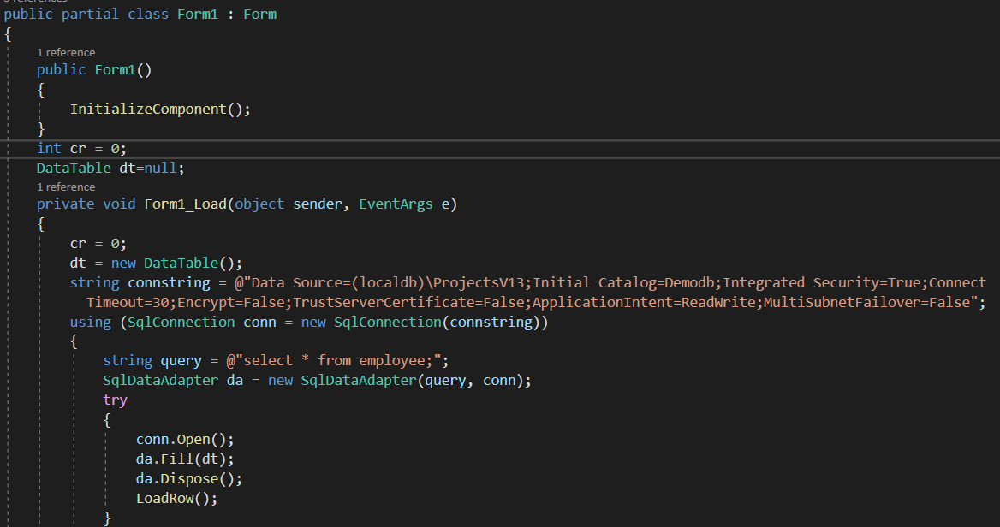 public partial class Form1 : Form
{
1 reference
public Form1()
{
InitializeComponent();
}
int cr = 0;
DataTable dt=null;
1 reference
private void Form1_Load(object sender, EventArgs e)
{
cr = 0;
dt = new DataTable();
string connstring = @"Data Source=(localdb)\ProjectsV13;Initial Catalog=Demodb;Integrated Security=True;Connect
Timeout=30;Encrypt=False;TrustServerCertificate=False;ApplicationIntent=ReadWrite;MultiSubnetFailover=False";
using (SqlConnection conn = new SqlConnection(connstring))
{
string query = @"select * from employee;";
SqlDataAdapter da = new SqlDataAdapter(query, conn);
try
{
conn.Open();
da.Fill(dt);
da.Dispose();
LoadRow();
}